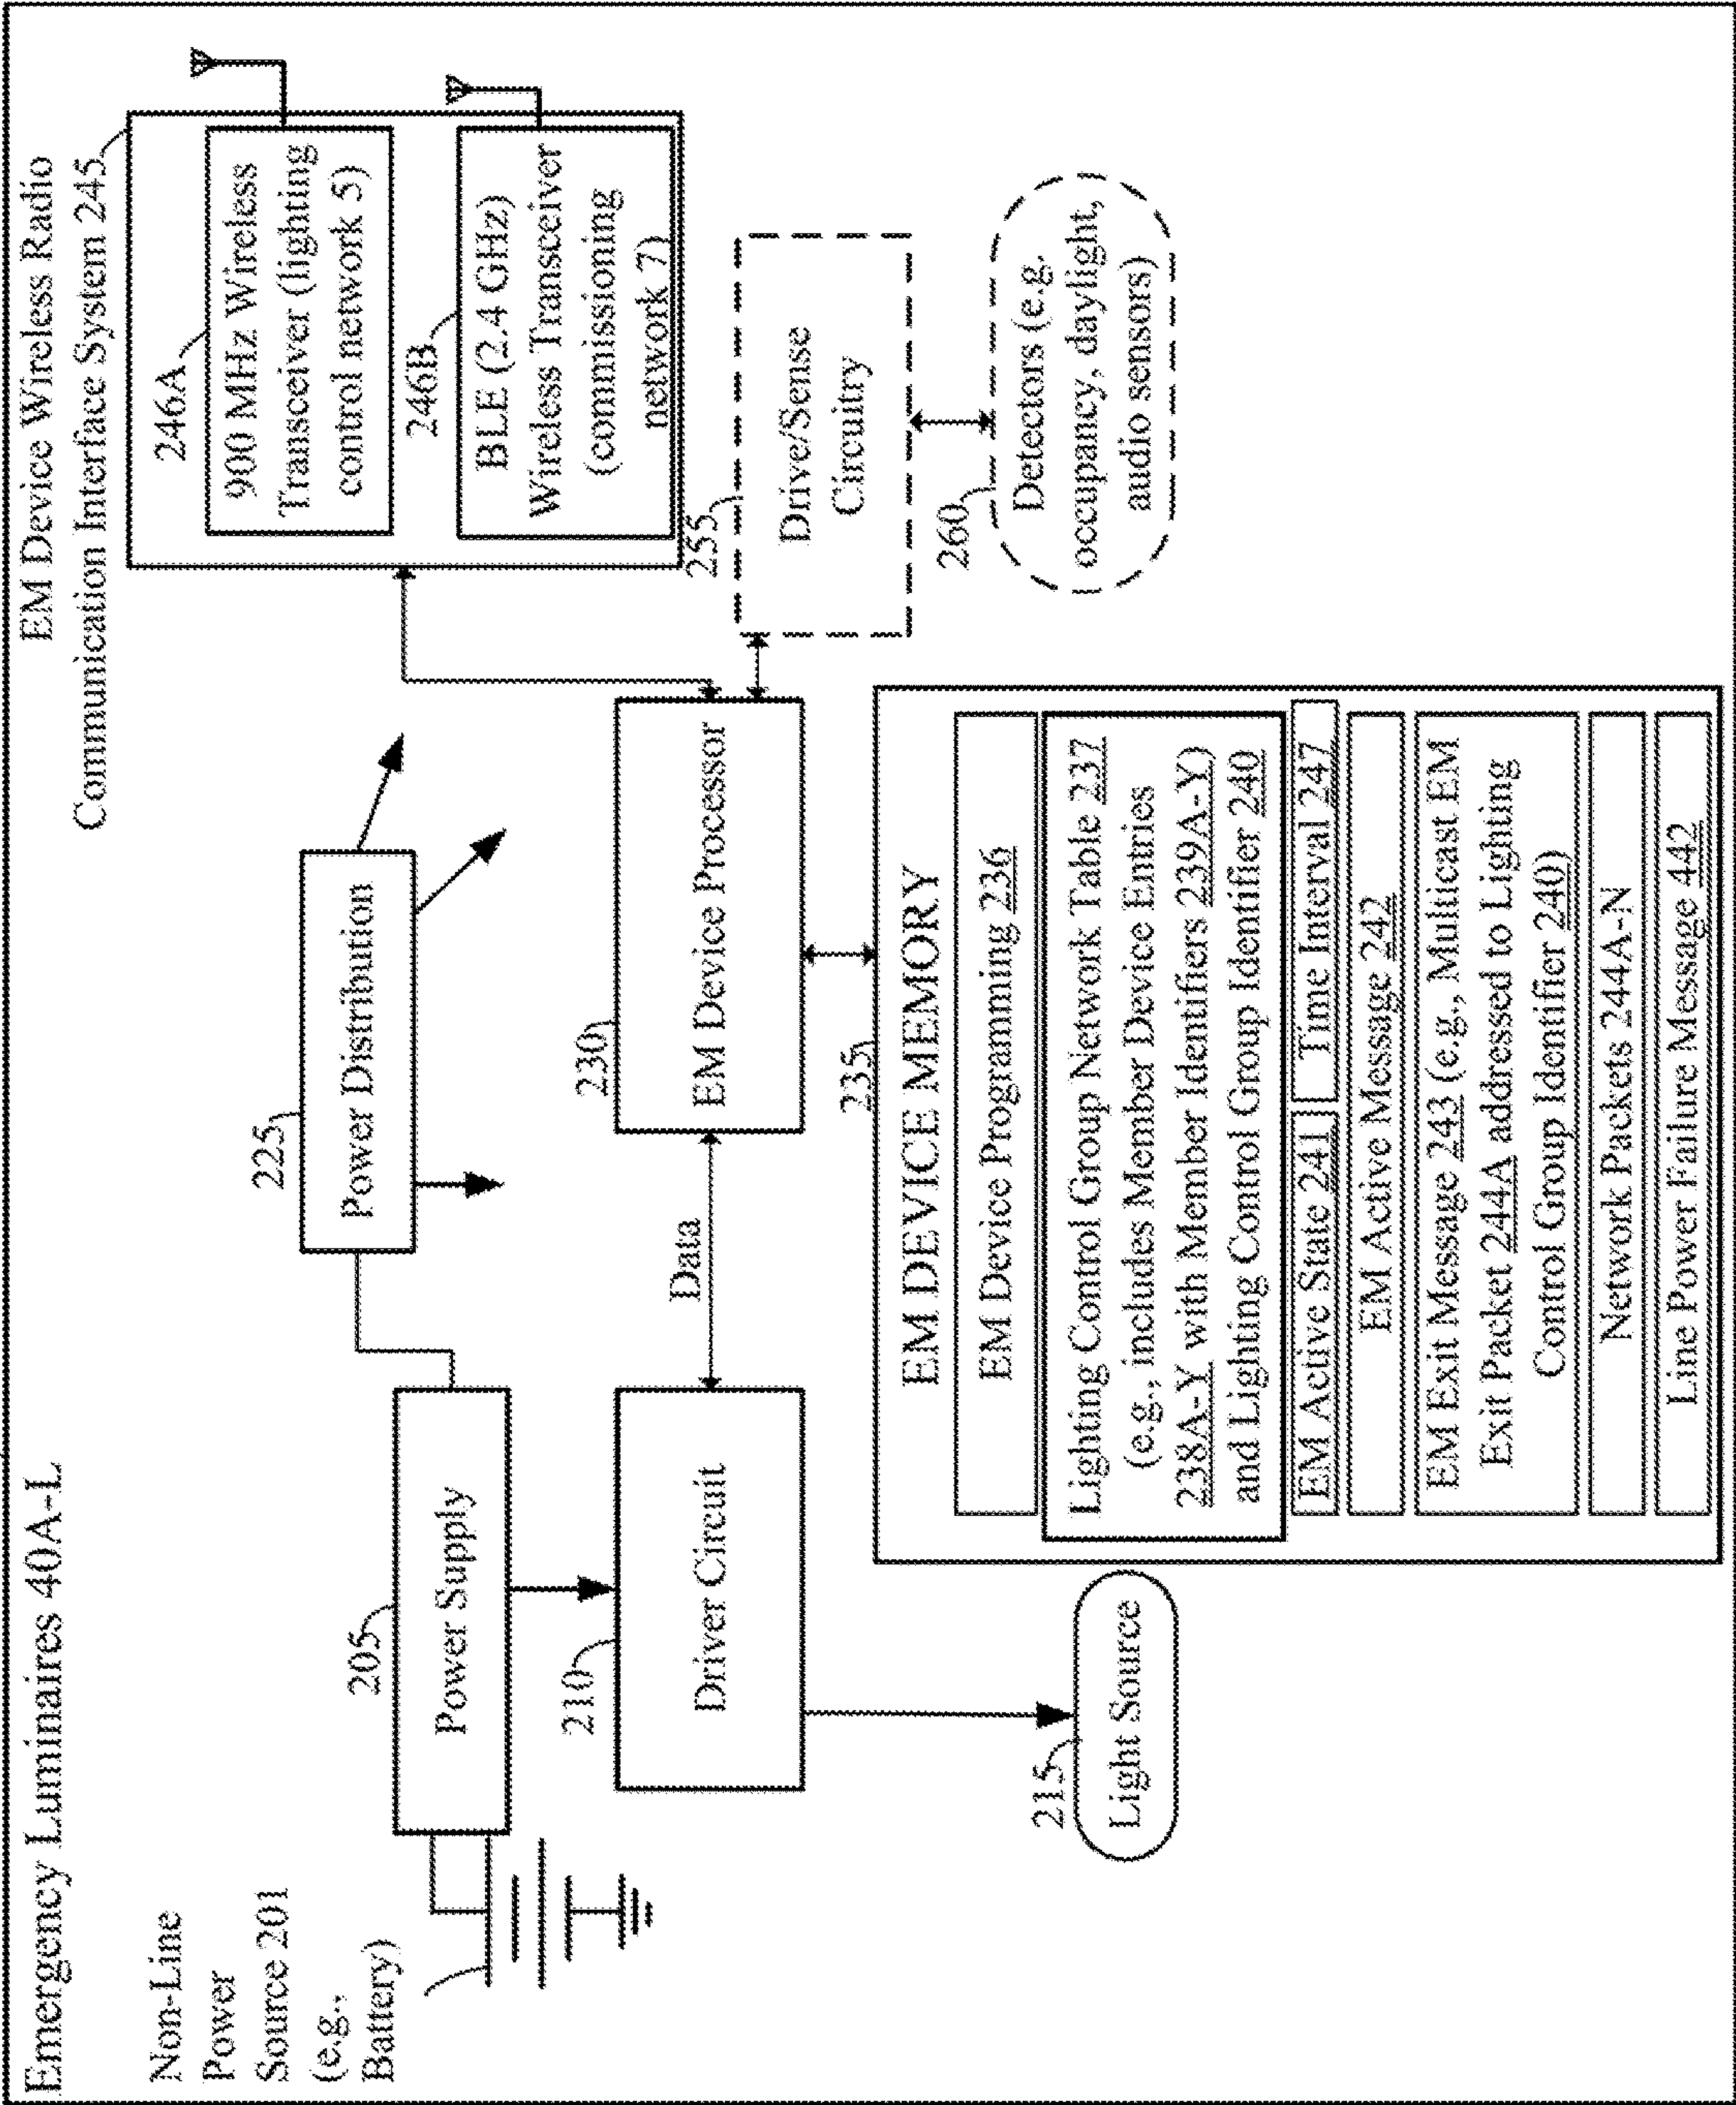 Emergency Luminaires 40A-L
Non-Line
Power
Source 201
(e.g.,
Battery)
205
Power Supply
225
Power Distribution
EM Device Wireless Radio
Communication Interface System 245
246A
900 MHz Wireless
Transceiver (lighting
control network 5)
246B
BLE (2.4 GHz)
Wireless Transceiver
(commissioning
network 7)
210
Driver Circuit
Data
230
EM Device Processor
255
Drive/Sense
Circuitry
260
Detectors (e.g.
occupancy, daylight,
audio sensors)
215
Light Source
235
EM DEVICE MEMORY
EM Device Programming 236
Lighting Control Group Network Table 237
(e.g., includes Member Device Entries
238A-Y with Member Identifiers 239A-Y)
and Lighting Control Group Identifier 240
EM Active State 241
Time Interval 247
EM Active Message 242
EM Exit Message 243 (e.g., Multicast EM
Exit Packet 244A addressed to Lighting
Control Group Identifier 240)
Network Packets 244A-N
Line Power Failure Message 442